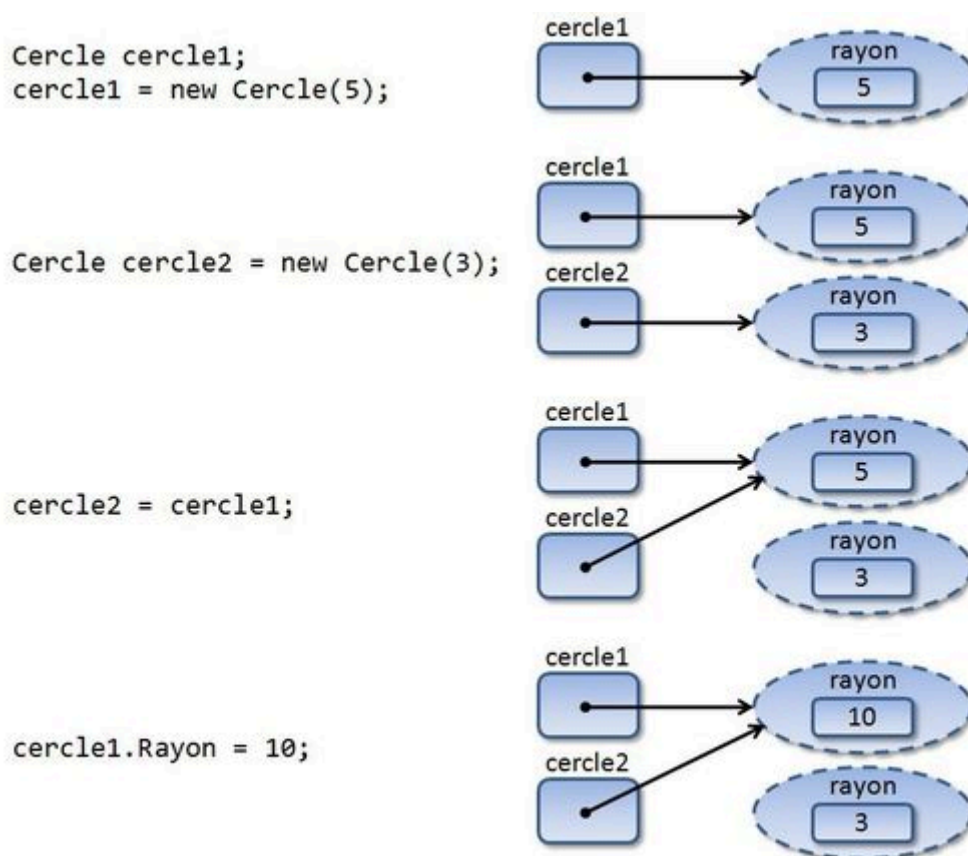 Cercle cercle1;
cercle1 = new Cercle(5);
cercle1
rayon
5
Cercle cercle2 = new Cercle(3);
cercle1
rayon
5
cercle2
rayon
3
cercle2 = cercle1;
cercle1
rayon
5
cercle2
rayon
3
cercle1.Rayon = 10;
cercle1
rayon
10
cercle2
rayon
3